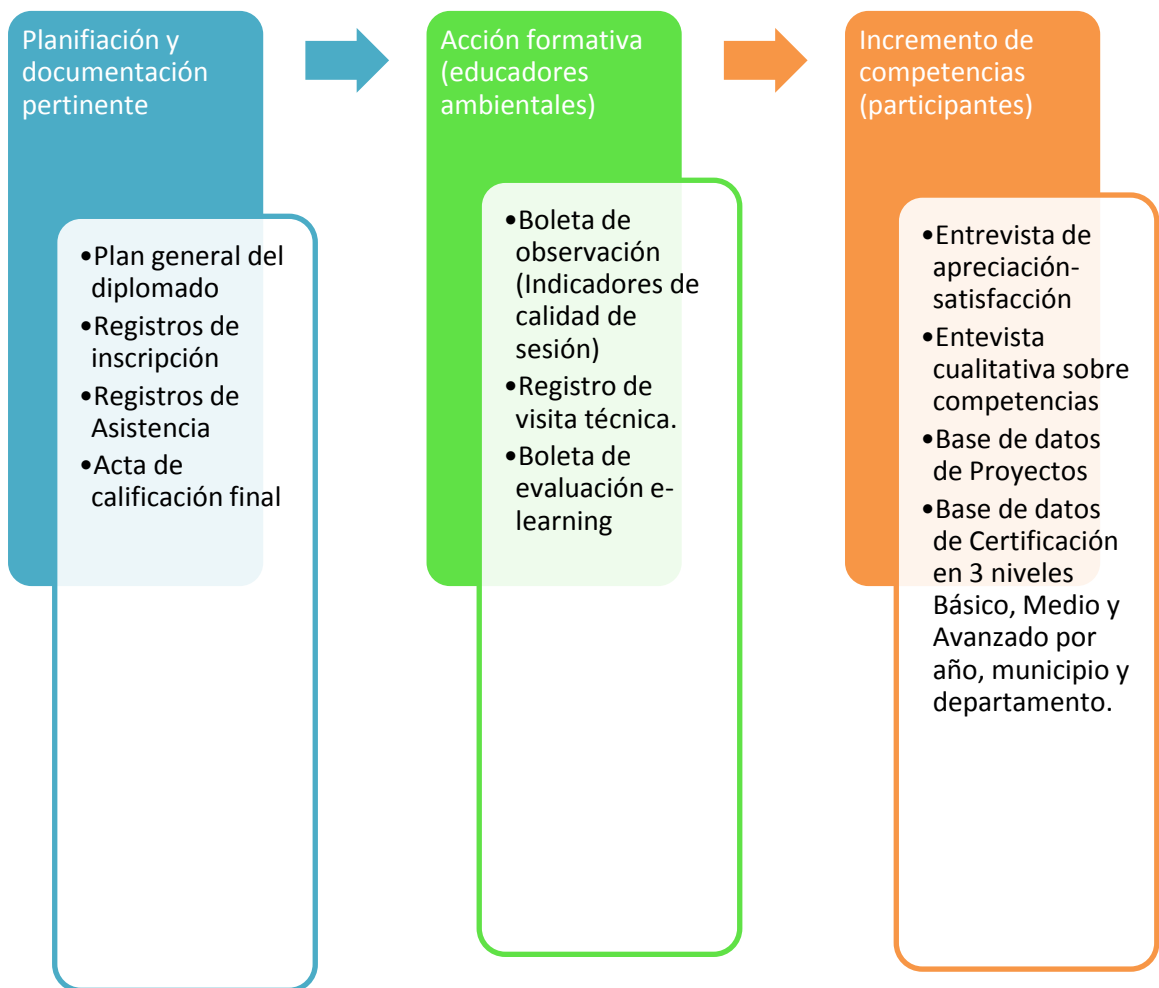 Planifiación y
documentación
pertinente
•Plan general del
diplomado
•Registros de
inscripción
•Registros de
Asistencia
•Acta de
calificación final
Acción formativa
(educadores
ambientales)
•Boleta de
observación
(Indicadores de
calidad de
sesión)
•Registro de
visita técnica.
•Boleta de
evaluación e-
learning
Incremento de
competencias
(participantes)
•Entrevista de
apreciación-
satisfacción
•Entevista
cualitativa sobre
competencias
•Base de datos
de Proyectos
•Base de datos
de Certificación
en 3 niveles
Básico, Medio y
Avanzado por
año, municipio y
departamento.